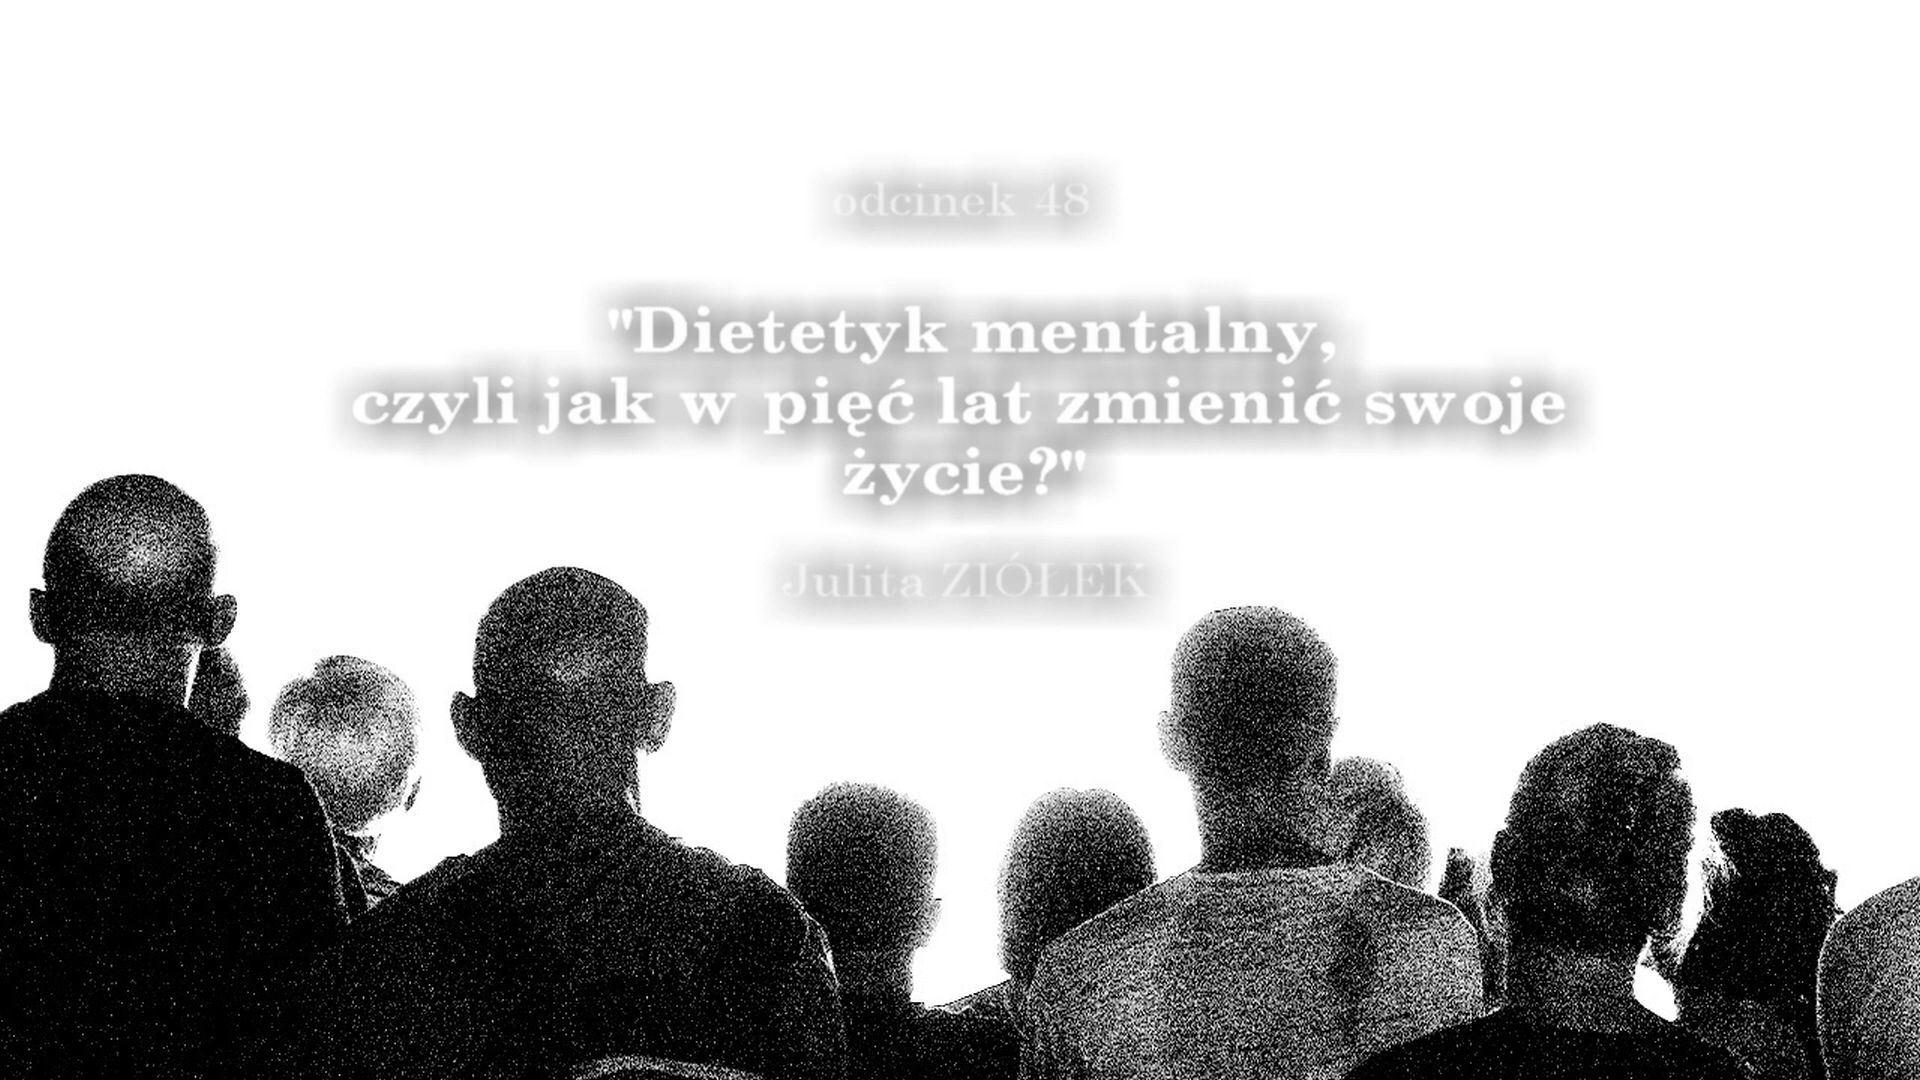 odcinek 48
"Dietetyk mentalny,
czyli jak w pięć lat zmienić swoje
życie?"
Julita ZIÓŁEK